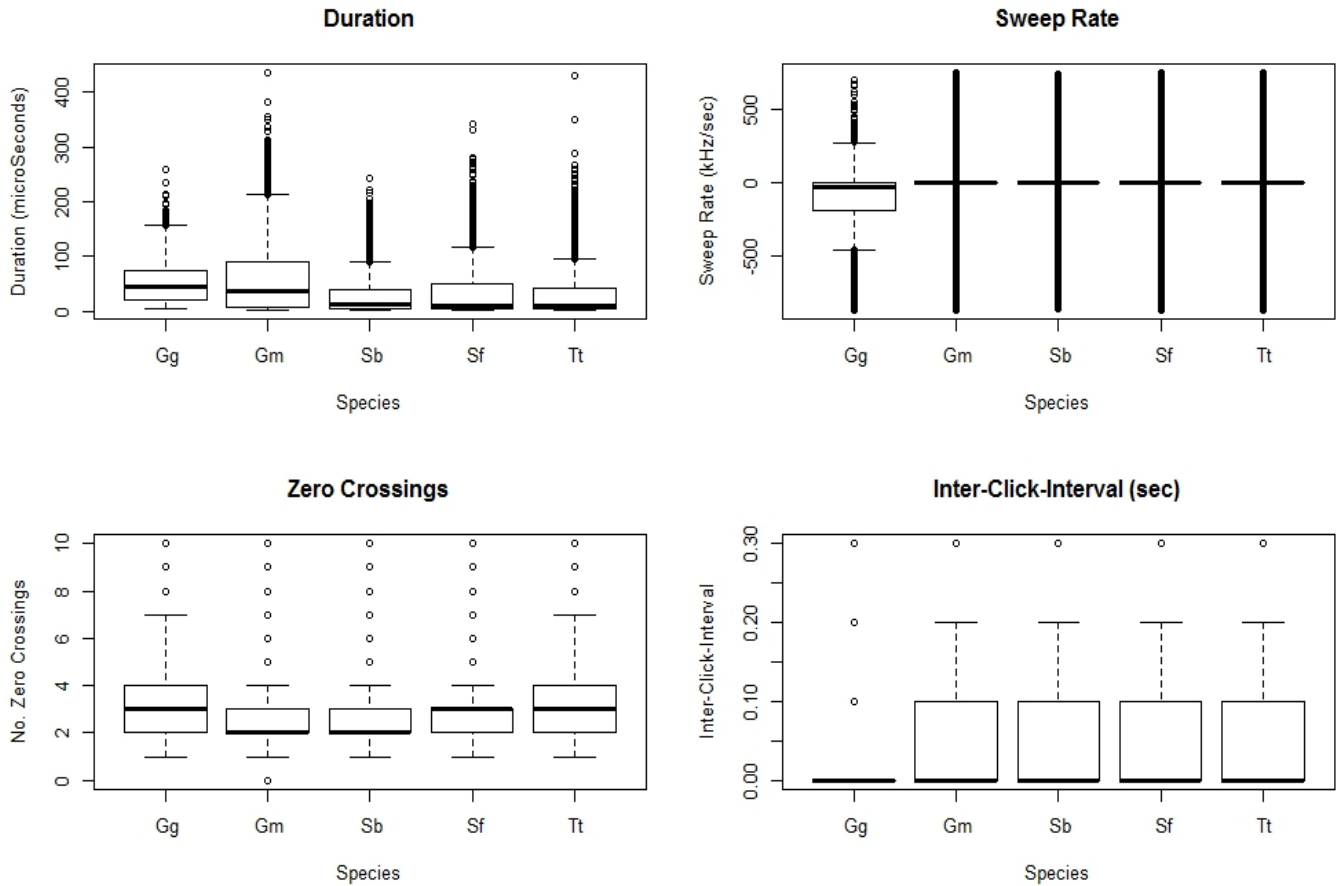 Duration
Duration (microSeconds)
400
300
200
100
0
Gg Gm Sb Sf Tt
Species
Sweep Rate
Sweep Rate (kHz/sec)
500
0
-500
Gg Gm Sb Sf Tt
Species
Zero Crossings
No. Zero Crossings
10
8
6
4
2
0
Gg Gm Sb Sf Tt
Species
Inter-Click-Interval (sec)
Inter-Click-Interval
0.30
0.20
0.10
0.00
Gg Gm Sb Sf Tt
Species